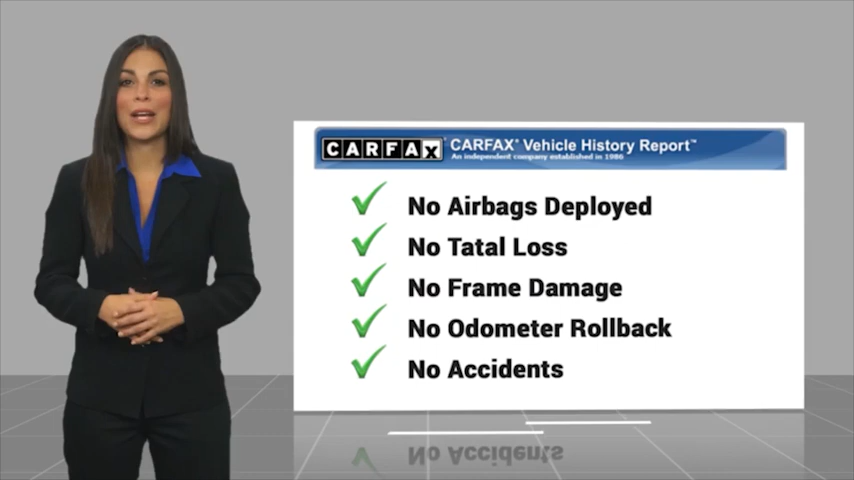 CARFAX CARFAX® Vehicle History Report™
An independent company established in 1986
No Airbags Deployed
No Tatal Loss
No Frame Damage
No Odometer Rollback
No Accidents
No Accidents